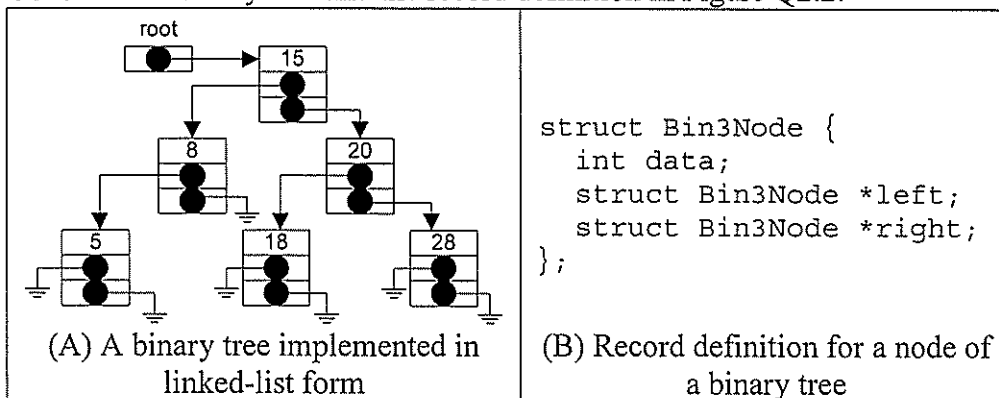 root
15
8
20
5
18
28
(A) A binary tree implemented in
linked-list form
struct Bin3Node {
int data;
struct Bin3Node *left;
struct Bin3Node *right;
};
(B) Record definition for a node of
a binary tree